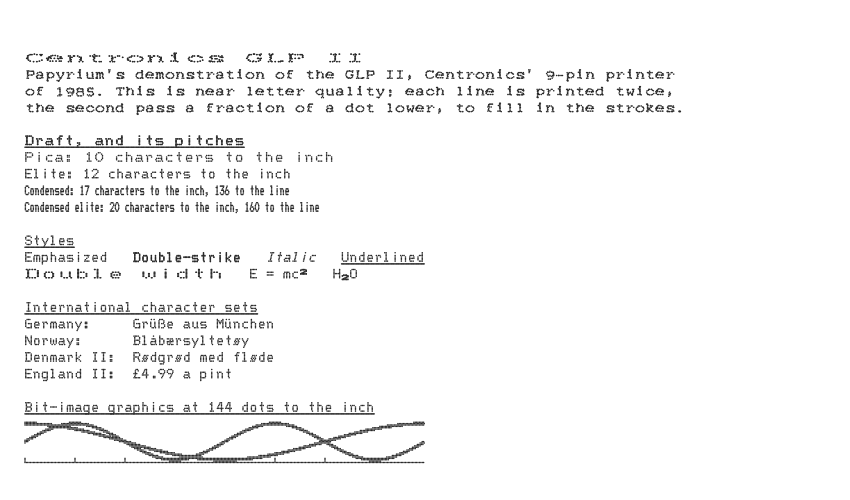 Centronics GLP II
Papyrium's demonstration of the GLP II, Centronics' 9-pin printer
of 1985. This is near letter quality: each line is printed twice,
the second pass a fraction of a dot lower, to fill in the strokes.
Draft, and its pitches
Pica: 10 characters to the inch
Elite: 12 characters to the inch
Condensed: 17 characters to the inch, 136 to the line
Condensed elite: 20 characters to the inch, 160 to the line
Styles
Emphasized Double-strike Italic Underlined
Double width E = mc² H₂O
International character sets
Germany: Grüße aus München
Norway: Blåbærsyltetøy
Denmark II: Rødgrød med fløde
England II: £4.99 a pint
Bit-image graphics at 144 dots to the inch